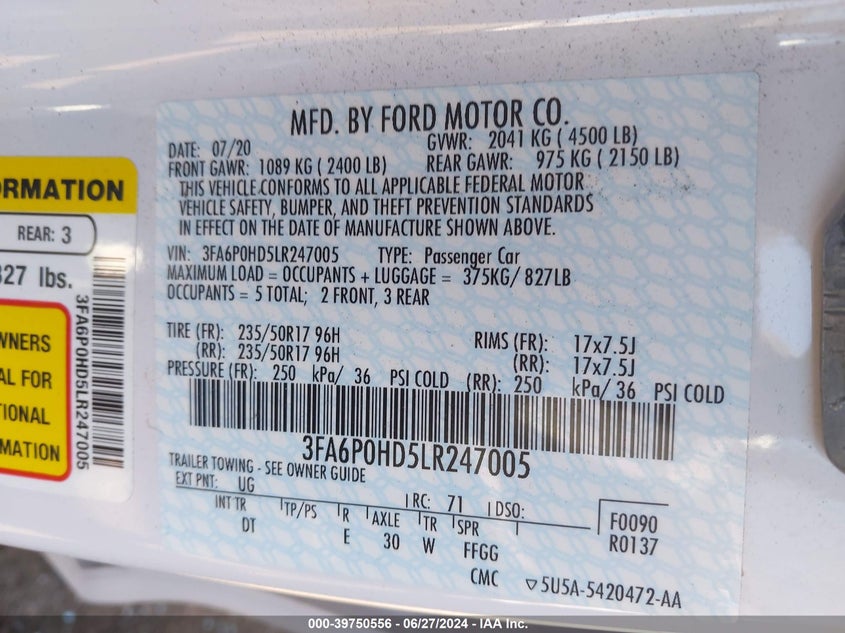 ORMATION
REAR: 3
327 lbs.
3FA6P0HD5LR247005
OWNERS
AL FOR
TIONAL
ORMATION
MFD. BY FORD MOTOR CO.
DATE: 07/20 GVWR: 2041 KG ( 4500 LB)
FRONT GAWR: 1089 KG ( 2400 LB) REAR GAWR: 975 KG ( 2150 LB)
THIS VEHICLE CONFORMS TO ALL APPLICABLE FEDERAL MOTOR
VEHICLE SAFETY, BUMPER, AND THEFT PREVENTION STANDARDS
IN EFFECT ON THE DATE OF MANUFACTURE SHOWN ABOVE.
VIN: 3FA6P0HD5LR247005 TYPE: Passenger Car
MAXIMUM LOAD = OCCUPANTS + LUGGAGE = 375KG/ 827LB
OCCUPANTS = 5 TOTAL; 2 FRONT, 3 REAR
TIRE (FR): 235/50R17 96H RIMS (FR): 17x7.5J
(RR): 235/50R17 96H (RR): 17x7.5J
PRESSURE (FR): 250 kPa/ 36 PSI COLD (RR): 250 kPa/ 36 PSI COLD
3FA6P0HD5LR247005
TRAILER TOWING - SEE OWNER GUIDE
EXT PNT: UG RC: 71 DSO:
INT TR TP/PS R AXLE TR SPR F0090
DT E 30 W FFGG R0137
CMC 5U5A-5420472-AA
000-39750556 - 06/27/2024 - IAA Inc.